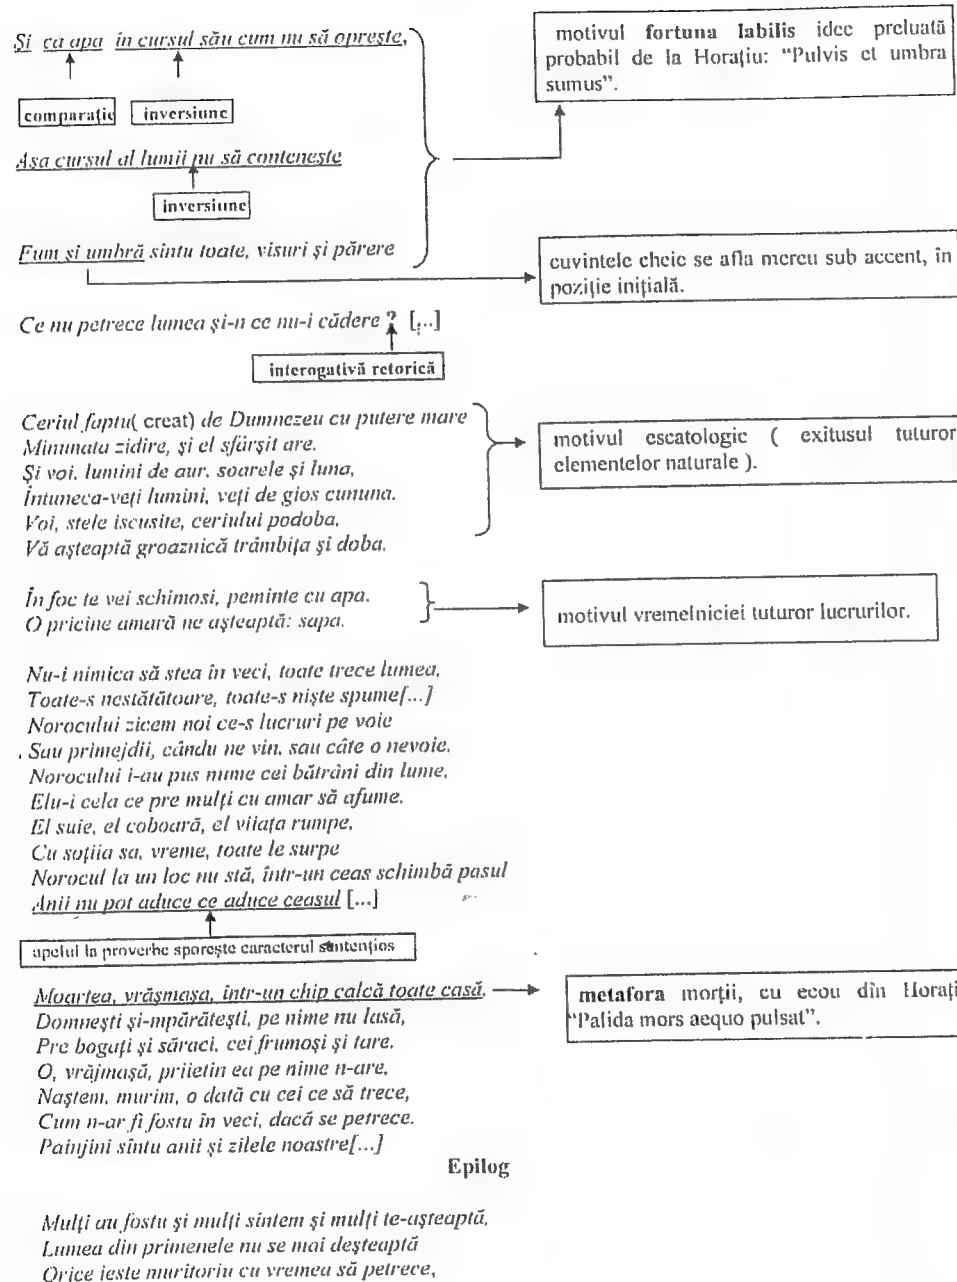 Și ca apa în cursul său cum nu să oprește,
motivul fortuna labilis idee preluată
probabil de la Horațiu: “Pulvis et umbra
sumus”.
comparație
inversiune
Așa cursul al lumii nu să contenește
inversiune
Fum și umbră sîntu toate, visuri și părere
cuvintele cheie se afla mereu sub accent, în
poziție inițială.
Ce nu petrece lumea și-n ce nu-i cădere ? [...]
interogativă retorică
Ceriul faptu( creat) de Dumnezeu cu putere mare
Minunata zidire, și el sfârșit are.
Și voi, lumini de aur, soarele și luna,
Întuneca-veți lumini, veți de gios cununa.
Voi, stele iscusite, ceriului podoba,
Vă așteaptă groaznică trâmbița și doba.
motivul escatologic ( exitusul tuturor
elementelor naturale ).
În foc te vei schimosi, peminte cu apa.
O pricine amară ne așteaptă: sapa.
motivul vremelniciei tuturor lucrurilor.
Nu-i nimica să stea în veci, toate trece lumea,
Toate-s nestătătoare, toate-s niște spume[...]
Norocului zicem noi ce-s lucruri pe voie
Sau primejdii, cându ne vin, sau câte o nevoie,
Norocului i-au pus nume cei bătrâni din lume,
Elu-i cela ce pre mulți cu amar să afume.
El suie, el coboară, el viiața rumpe,
Cu soțiia sa, vreme, toate le surpe
Norocul la un loc nu stă, într-un ceas schimbă pasul
Anii nu pot aduce ce aduce ceasul [...]
apelul la proverbe sporește caracterul sentențios
Moartea, vrășmașa, într-un chip calcă toate casă,
Domnești și-mpărătești, pe nime nu lasă,
Pre bogați și săraci, cei frumoși și tare.
O, vrăjmașă, priietin ea pe nime n-are,
Naștem, murim, o dată cu cei ce să trece,
Cum n-ar fi fostu în veci, dacă se petrece.
Painjini sîntu anii și zilele noastre[...]
metafora morții, cu ecou din Horați
“Palida mors aequo pulsat”.
Epilog
Mulți au fostu și mulți sîntem și mulți te-așteaptă,
Lumea din primenele nu se mai deșteaptă
Orice ieste muritoriu cu vremea să petrece,